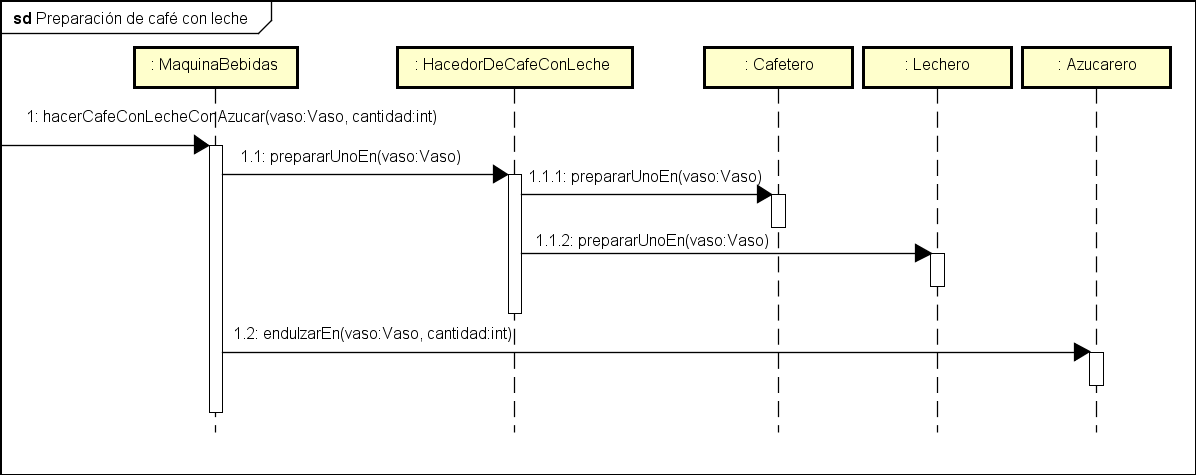 sd Preparación de café con leche
: MaquinaBebidas
: HacedorDeCafeConLeche
: Cafetero
: Lechero
: Azucarero
1: hacerCafeConLecheConAzucar(vaso:Vaso, cantidad:int)
1.1: prepararUnoEn(vaso:Vaso)
1.1.1: prepararUnoEn(vaso:Vaso)
1.1.2: prepararUnoEn(vaso:Vaso)
1.2: endulzarEn(vaso:Vaso, cantidad:int)